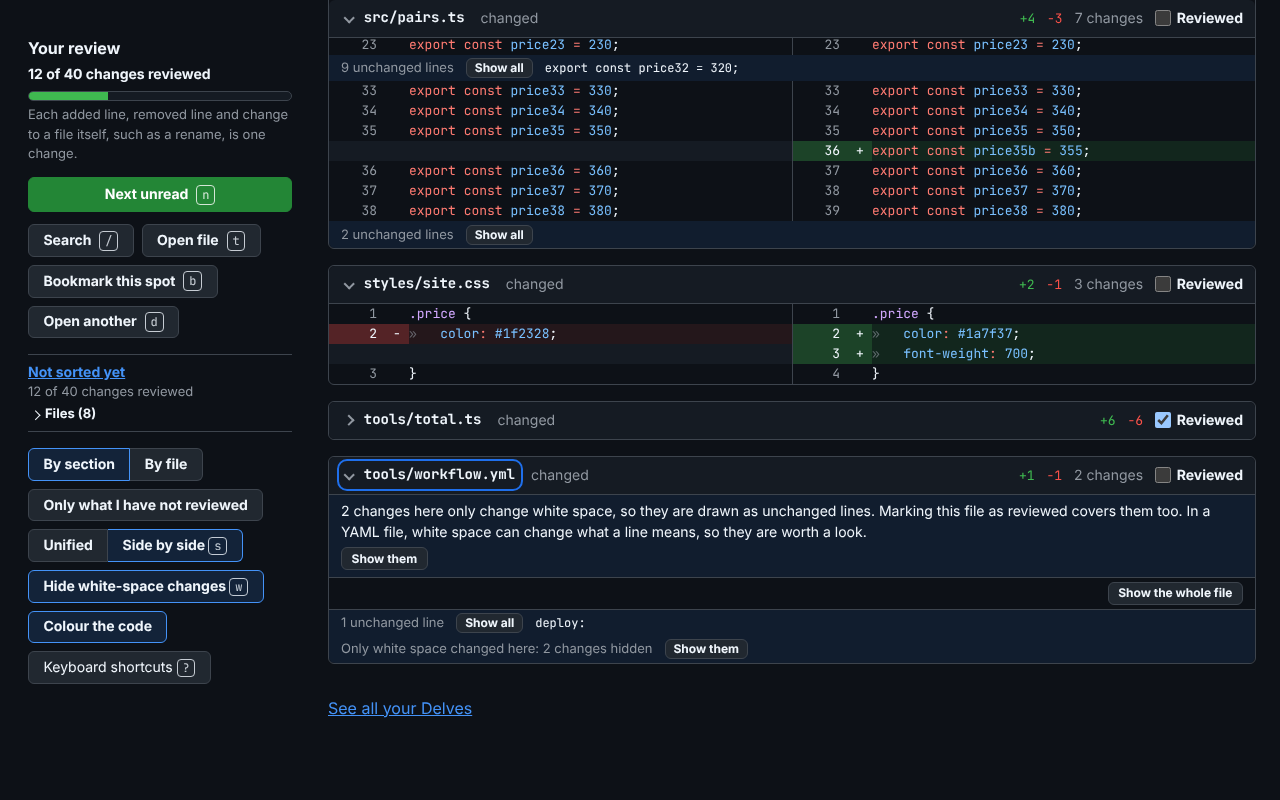 Your review
12 of 40 changes reviewed
Each added line, removed line and change
to a file itself, such as a rename, is one
change.
Next unread n
Search / Open file t
Bookmark this spot b
Open another d
Not sorted yet
12 of 40 changes reviewed
Files (8)
By section By file
Only what I have not reviewed
Unified Side by side s
Hide white-space changes w
Colour the code
Keyboard shortcuts ?
src/pairs.ts changed +4 -3 7 changes Reviewed
23 export const price23 = 230; 23 export const price23 = 230;
9 unchanged lines Show all export const price32 = 320;
33 export const price33 = 330; 33 export const price33 = 330;
34 export const price34 = 340; 34 export const price34 = 340;
35 export const price35 = 350; 35 export const price35 = 350;
36 + export const price35b = 355;
36 export const price36 = 360; 37 export const price36 = 360;
37 export const price37 = 370; 38 export const price37 = 370;
38 export const price38 = 380; 39 export const price38 = 380;
2 unchanged lines Show all
styles/site.css changed +2 -1 3 changes Reviewed
1 .price { 1 .price {
2 - » color: #1f2328; 2 + » color: #1a7f37;
3 + » font-weight: 700;
3 } 4 }
tools/total.ts changed +6 -6 Reviewed
tools/workflow.yml changed +1 -1 2 changes Reviewed
2 changes here only change white space, so they are drawn as unchanged lines. Marking this file as reviewed covers them too. In a
YAML file, white space can change what a line means, so they are worth a look.
Show them
Show the whole file
1 unchanged line Show all deploy:
Only white space changed here: 2 changes hidden Show them
See all your Delves